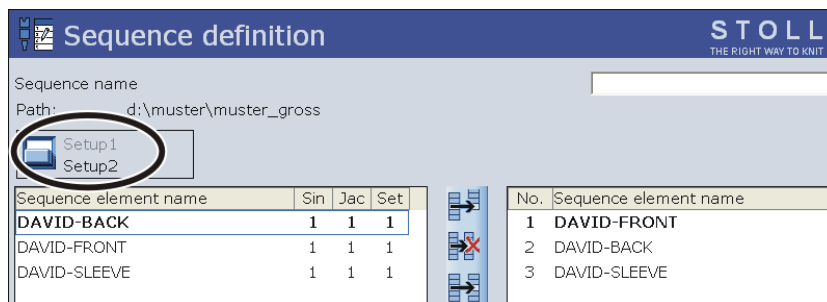 Sequence definition
STOLL
THE RIGHT WAY TO KNIT
Sequence name
Path: d:\muster\muster_gross
Setup1
Setup2
Sequence element name Sin Jac Set
DAVID-BACK 1 1 1
DAVID-FRONT 1 1 1
DAVID-SLEEVE 1 1 1
No. Sequence element name
1 DAVID-FRONT
2 DAVID-BACK
3 DAVID-SLEEVE